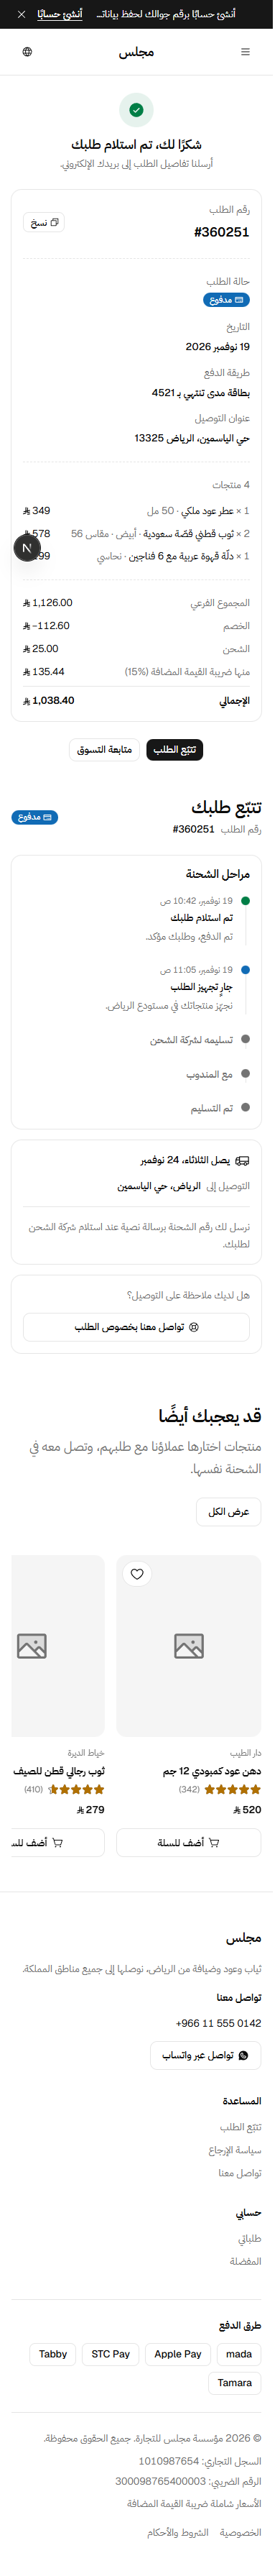 أنشئ حسابًا برقم جوالك لحفظ بيانات... أنشئ حسابًا
مجلس
شكرًا لك، تم استلام طلبك
أرسلنا تفاصيل الطلب إلى بريدك الإلكتروني.
رقم الطلب
#360251
نسخ
حالة الطلب
مدفوع
التاريخ
19 نوفمبر 2026
طريقة الدفع
بطاقة مدى تنتهي بـ 4521
عنوان التوصيل
حي الياسمين، الرياض 13325
4 منتجات
1 × عطر عود ملكي · 50 مل 349
2 × ثوب قطني قصّة سعودية · أبيض · مقاس 56 578
1 × دلّة قهوة عربية مع 6 فناجين · نحاسي
المجموع الفرعي 1,126.00
الخصم −112.60
الشحن 25.00
منها ضريبة القيمة المضافة (15%) 135.44
الإجمالي 1,038.40
تتبّع الطلب
متابعة التسوق
تتبّع طلبك
رقم الطلب #360251
مدفوع
مراحل الشحنة
19 نوفمبر، 10:42 ص
تم استلام طلبك
تم الدفع، وطلبك مؤكد.
19 نوفمبر، 11:05 ص
جارٍ تجهيز الطلب
نجهّز منتجاتك في مستودع الرياض.
تسليمه لشركة الشحن
مع المندوب
تم التسليم
يصل الثلاثاء، 24 نوفمبر
التوصيل إلى الرياض، حي الياسمين
نرسل لك رقم الشحنة برسالة نصية عند استلام شركة الشحن
لطلبك.
هل لديك ملاحظة على التوصيل؟
تواصل معنا بخصوص الطلب
قد يعجبك أيضًا
منتجات اختارها عملاؤنا مع طلبهم، وتصل معه في
الشحنة نفسها.
عرض الكل
دار الطيب
دهن عود كمبودي 12 جم
(342)
520
أضف للسلة
خياط الديرة
ثوب رجالي قطن للصيف
(410)
279
أضف للسلة
مجلس
ثياب وعود وضيافة من الرياض، نوصلها إلى جميع مناطق المملكة.
تواصل معنا
+966 11 555 0142
تواصل عبر واتساب
المساعدة
تتبّع الطلب
سياسة الإرجاع
تواصل معنا
حسابي
طلباتي
المفضلة
طرق الدفع
mada
Apple Pay
STC Pay
Tabby
Tamara
© 2026 مؤسسة مجلس للتجارة. جميع الحقوق محفوظة.
السجل التجاري: 1010987654
الرقم الضريبي: 300098765400003
الأسعار شاملة ضريبة القيمة المضافة
الخصوصية
الشروط والأحكام